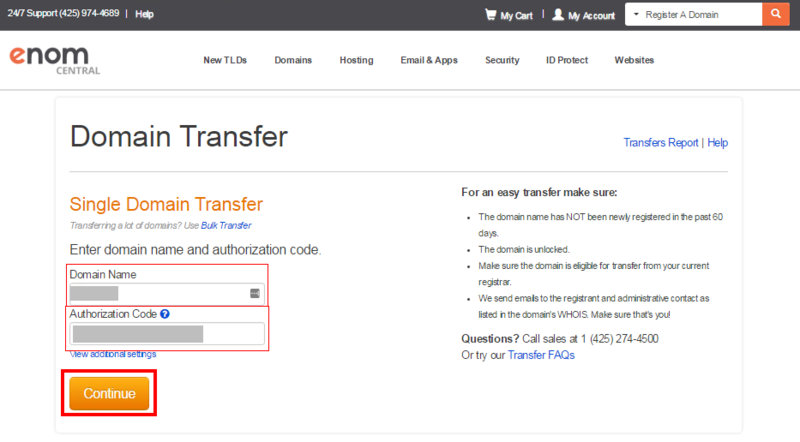 24/7 Support (425) 974-4689 | Help
My Cart | My Account
Register A Domain
enom
CENTRAL
New TLDs Domains Hosting Email & Apps Security ID Protect Websites
Domain Transfer
Transfers Report | Help
Single Domain Transfer
Transferring a lot of domains? Use Bulk Transfer
Enter domain name and authorization code.
Domain Name
Authorization Code ?
View additional settings
Continue
For an easy transfer make sure:
• The domain name has NOT been newly registered in the past 60
days.
• The domain is unlocked.
• Make sure the domain is eligible for transfer from your current
registrar.
• We send emails to the registrant and administrative contact as
listed in the domain's WHOIS. Make sure that's you!
Questions? Call sales at 1 (425) 274-4500
Or try our Transfer FAQs